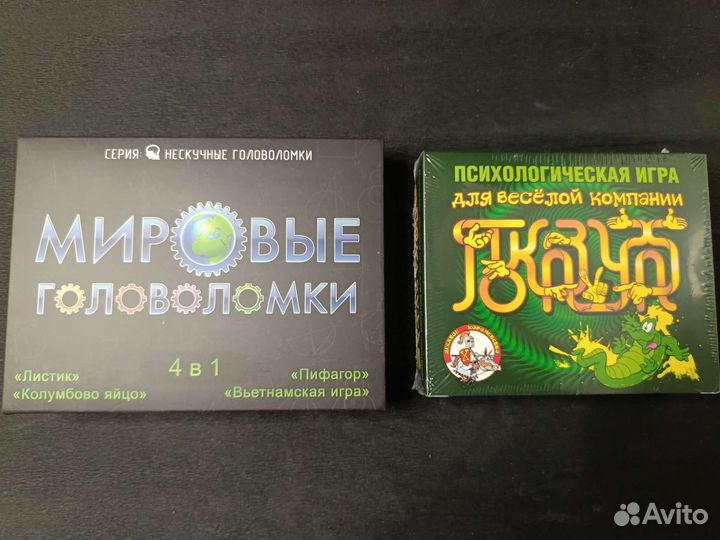 СЕРИЯ: НЕСКУЧНЫЕ ГОЛОВОЛОМКИ
МИРОВЫЕ
ГОЛОВОЛОМКИ
4 в 1
«Листик»
«Пифагор»
«Колумбово яйцо»
«Вьетнамская игра»
ПСИХОЛОГИЧЕСКАЯ ИГРА
для весёлой компании
Avito